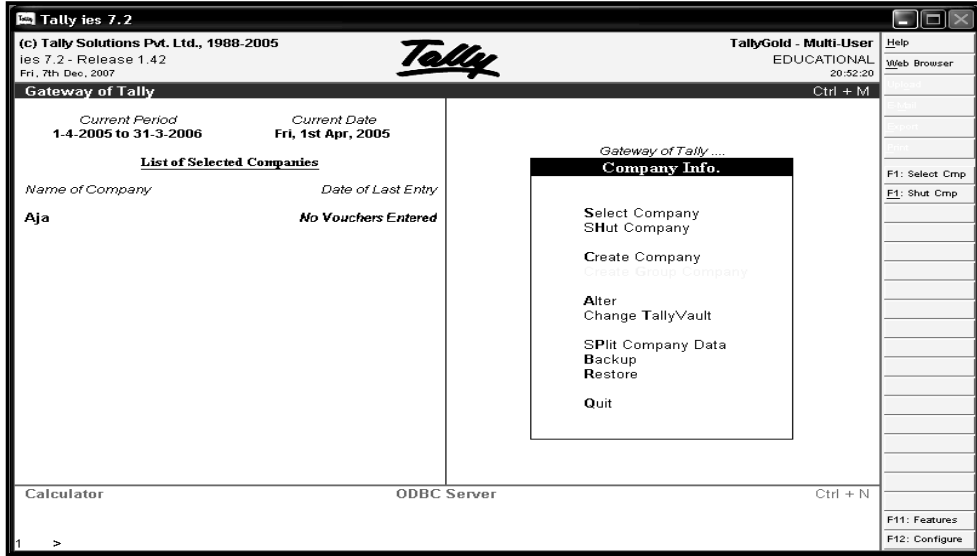 Tally ies 7.2
(c) Tally Solutions Pvt. Ltd., 1988-2005
ies 7.2 - Release 1.42
Fri, 7th Dec, 2007
Tally
TallyGold - Multi-User
EDUCATIONAL
20:52:20
Gateway of Tally
Ctrl + M
Current Period
1-4-2005 to 31-3-2006
Current Date
Fri, 1st Apr, 2005
List of Selected Companies
Name of Company
Date of Last Entry
Aja
No Vouchers Entered
Gateway of Tally ....
Company Info.
Select Company
SHut Company
Create Company
Create Group Company
Alter
Change TallyVault
SPlit Company Data
Backup
Restore
Quit
Help
Web Browser
Upload
E-Mail
Export
Print
F1: Select Cmp
F1: Shut Cmp
F11: Features
F12: Configure
Calculator
ODBC Server
Ctrl + N
1 >